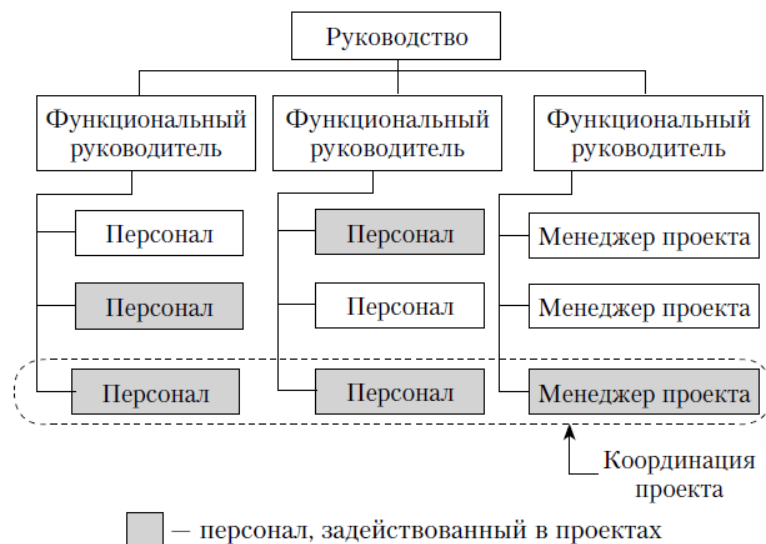 Руководство
Функциональный
руководитель
Функциональный
руководитель
Функциональный
руководитель
Персонал
Персонал
Менеджер проекта
Персонал
Персонал
Менеджер проекта
Персонал
Персонал
Менеджер проекта
Координация
проекта
— персонал, задействованный в проектах